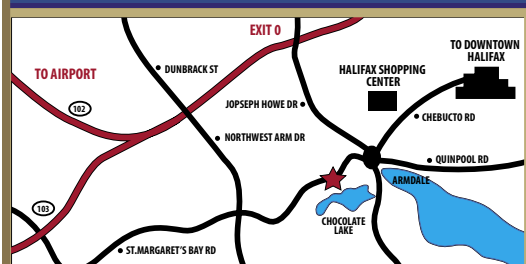 EXIT 0
TO DOWNTOWN
HALIFAX
TO AIRPORT
DUNBRACK ST
HALIFAX SHOPPING
CENTER
102
JOPSEPH HOWE DR
CHEBUCTO RD
NORTHWEST ARM DR
QUINPOOL RD
ARMDALE
103
CHOCOLATE
LAKE
ST.MARGARET'S BAY RD